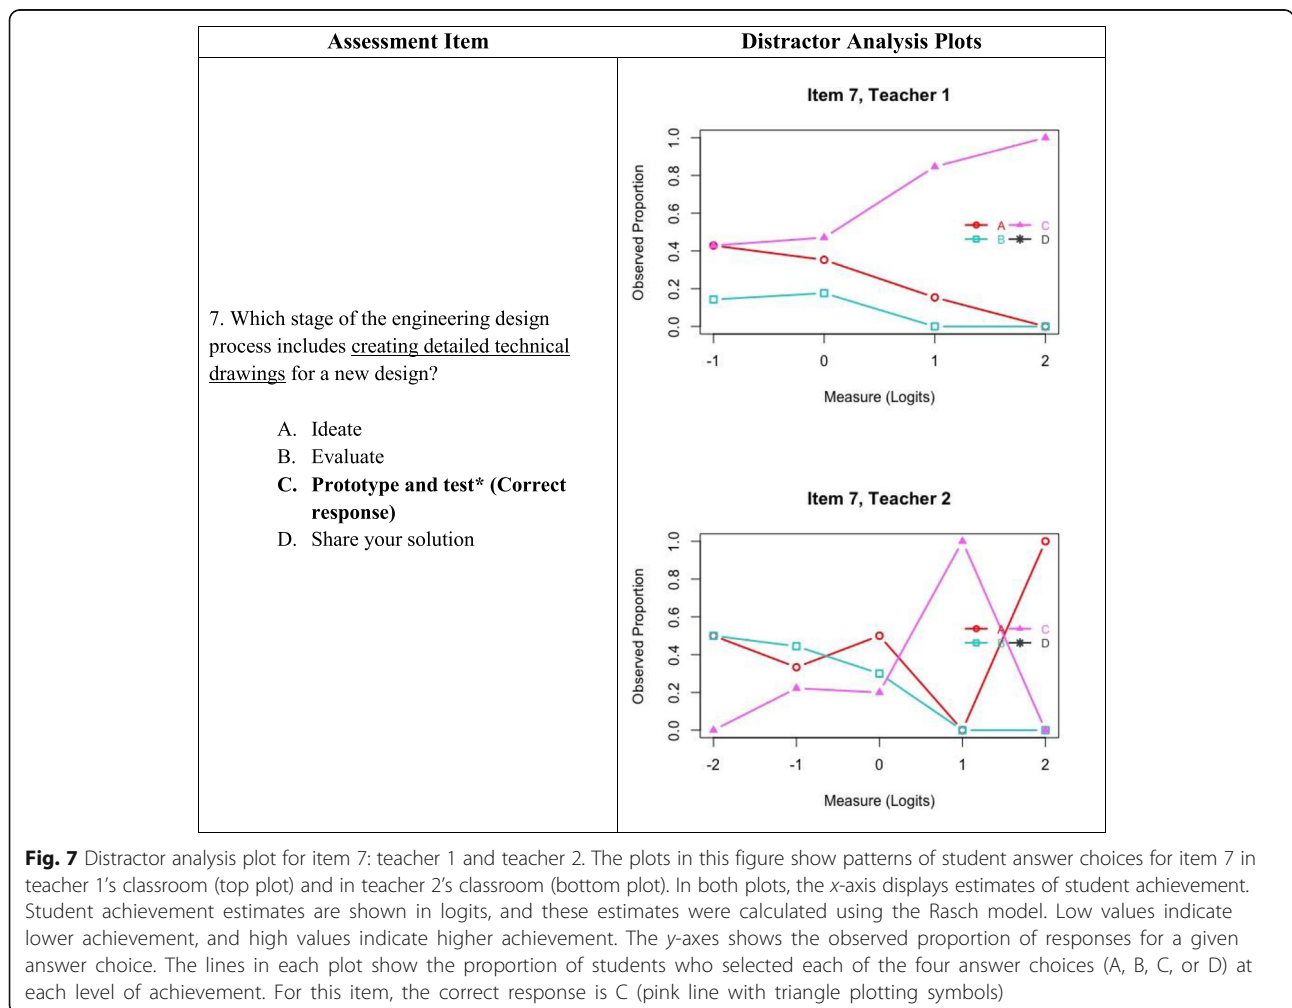 Assessment Item
Distractor Analysis Plots
7. Which stage of the engineering design
process includes creating detailed technical
drawings for a new design?
A. Ideate
B. Evaluate
C. Prototype and test* (Correct
response)
D. Share your solution
Item 7, Teacher 1
Observed Proportion
1.0
0.8
0.6
0.4
0.2
0.0
A C
B D
-1 0 1 2
Measure (Logits)
Item 7, Teacher 2
Observed Proportion
1.0
0.8
0.6
0.4
0.2
0.0
A C
B D
-2 -1 0 1 2
Measure (Logits)
Fig. 7 Distractor analysis plot for item 7: teacher 1 and teacher 2. The plots in this figure show patterns of student answer choices for item 7 in
teacher 1's classroom (top plot) and in teacher 2's classroom (bottom plot). In both plots, the x-axis displays estimates of student achievement.
Student achievement estimates are shown in logits, and these estimates were calculated using the Rasch model. Low values indicate
lower achievement, and high values indicate higher achievement. The y-axes shows the observed proportion of responses for a given
answer choice. The lines in each plot show the proportion of students who selected each of the four answer choices (A, B, C, or D) at
each level of achievement. For this item, the correct response is C (pink line with triangle plotting symbols)